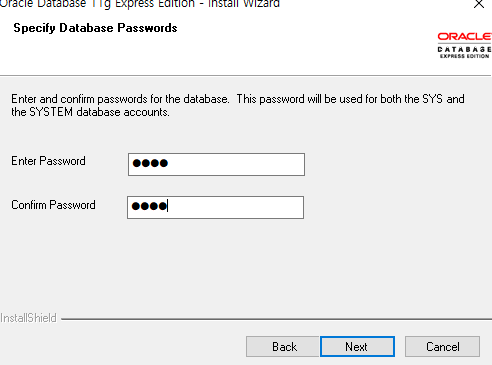 Oracle Database 11g Express Edition - Install Wizard
Specify Database Passwords
ORACLE
DATABASE
EXPRESS EDITION
Enter and confirm passwords for the database. This password will be used for both the SYS and
the SYSTEM database accounts.
Enter Password
●●●●
Confirm Password
●●●●
InstallShield
Back Next Cancel